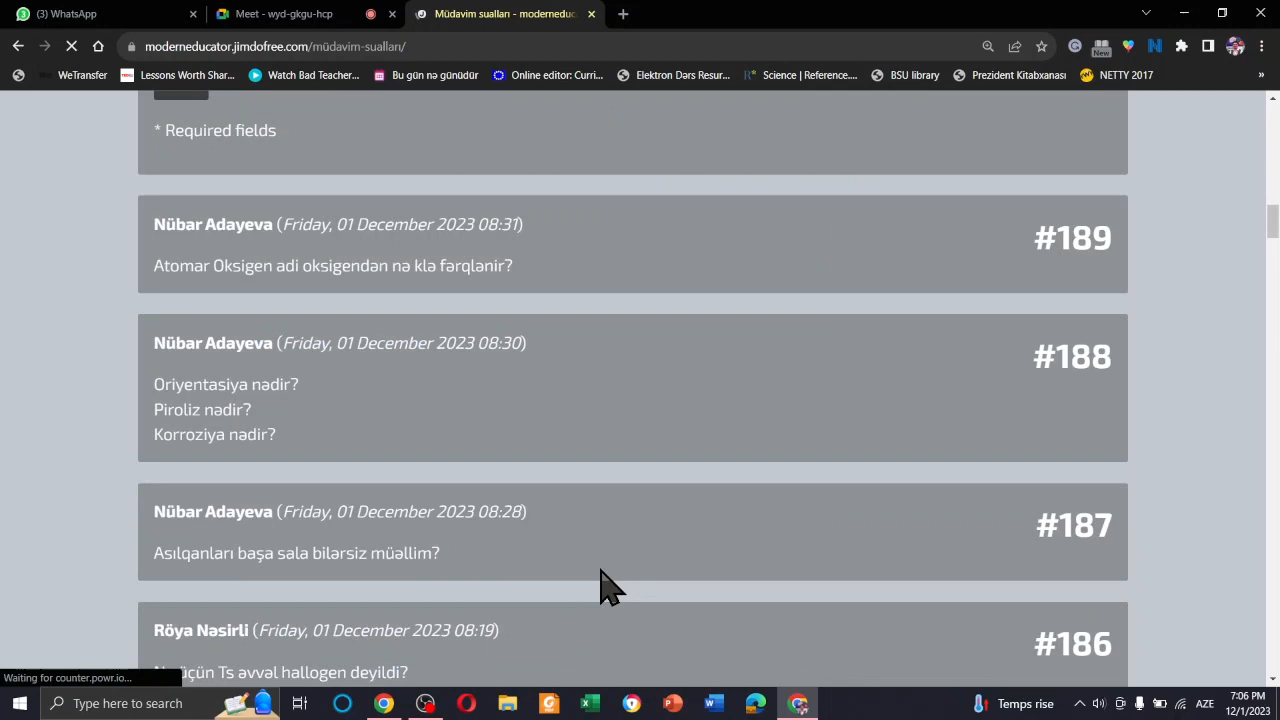 (3) WhatsApp
Meet - wyd-gkgu-hcp
Müdavim sualları - moderneduc
moderneducator.jimdofree.com/müdavim-sualları/
New
WeTransfer
Lessons Worth Shar...
Watch Bad Teacher...
Bu gün nə günüdür
Online eğitim Curri...
Elektron Dərs Resur...
Science | Reference...
BSU library
Prezident Kitabxanası
NETTY 2017
»
* Required fields
Nübar Adayeva (Friday, 01 December 2023 08:31)
#189
Atomar Oksigen adi oksigendən nə klə fərqlənir?
Nübar Adayeva (Friday, 01 December 2023 08:30)
#188
Oriyentasiya nədir?
Piroliz nədir?
Korroziya nədir?
Nübar Adayeva (Friday, 01 December 2023 08:28)
#187
Asılqanları başa sala bilərsiz müəllim?
Röya Nəsirli (Friday, 01 December 2023 08:19)
#186
üçün Ts əvvəl hallogen deyildi?
Waiting for counter.powr.io...
Type here to search
Temps rise
AZE
7:06 PM
12/1/2023